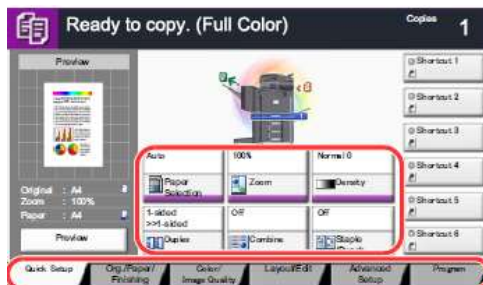 Ready to copy. (Full Color)
Copies 1
Preview
Original : A4
Zoom : 100%
Paper : A4
Preview
Auto
Paper
Selection
100%
Zoom
Normal 0
Density
1-sided
>>1-sided
Duplex
Off
Combine
Off
Staple
Shortcut 1
Shortcut 2
Shortcut 3
Shortcut 4
Shortcut 5
Shortcut 6
Quick Setup
Org./Paper/
Finishing
Color/
Image Quality
Layout/Edit
Advanced
Setup
Program